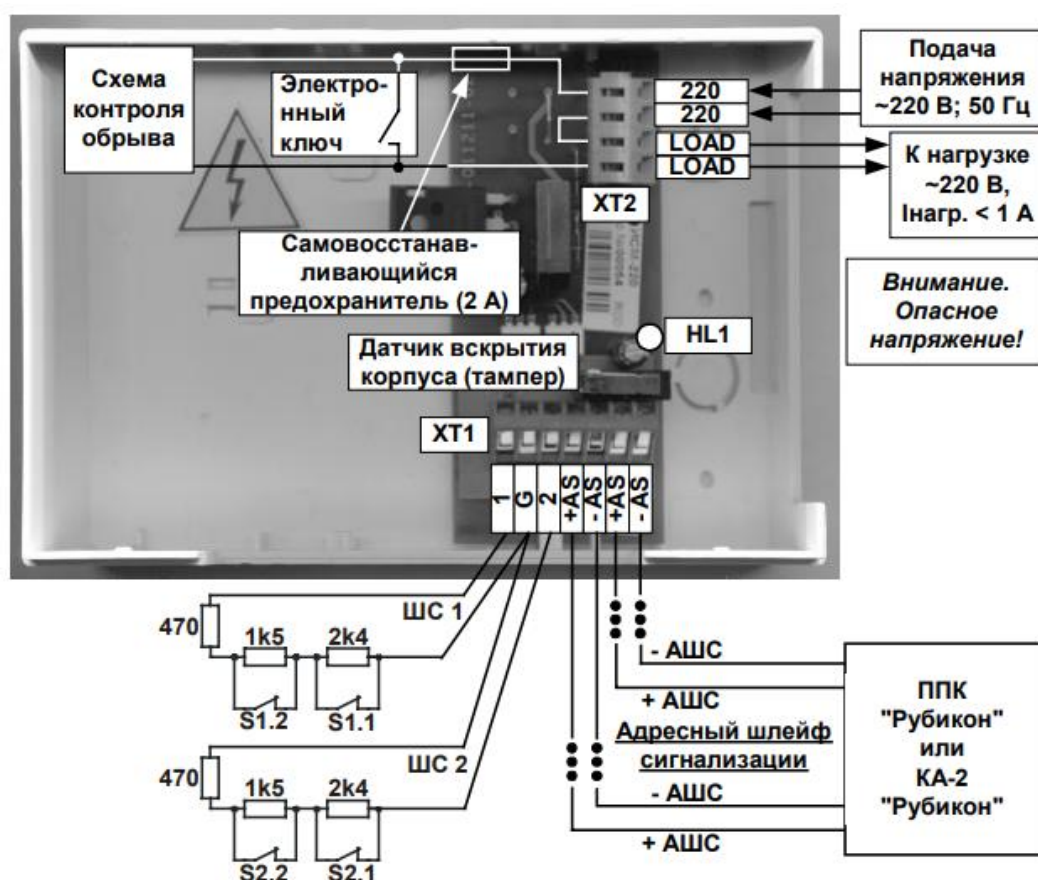 Схема
контроля
обрыва
Электро-
нный
ключ
220
220
LOAD
LOAD
Подача
напряжения
~220 В; 50 Гц
К нагрузке
~220 В,
Iнагр. < 1 А
XT2
Самовосстанав-
ливающийся
предохранитель (2 А)
Внимание.
Опасное
напряжение!
HL1
Датчик вскрытия
корпуса (тампер)
XT1
1
G
2
+AS
- AS
+AS
- AS
ШС 1
470
1k5
2k4
S1.2
S1.1
ШС 2
470
1k5
2k4
S2.2
S2.1
- АШС
+ АШС
Адресный шлейф
сигнализации
- АШС
+ АШС
ППК
"Рубикон"
или
КА-2
"Рубикон"